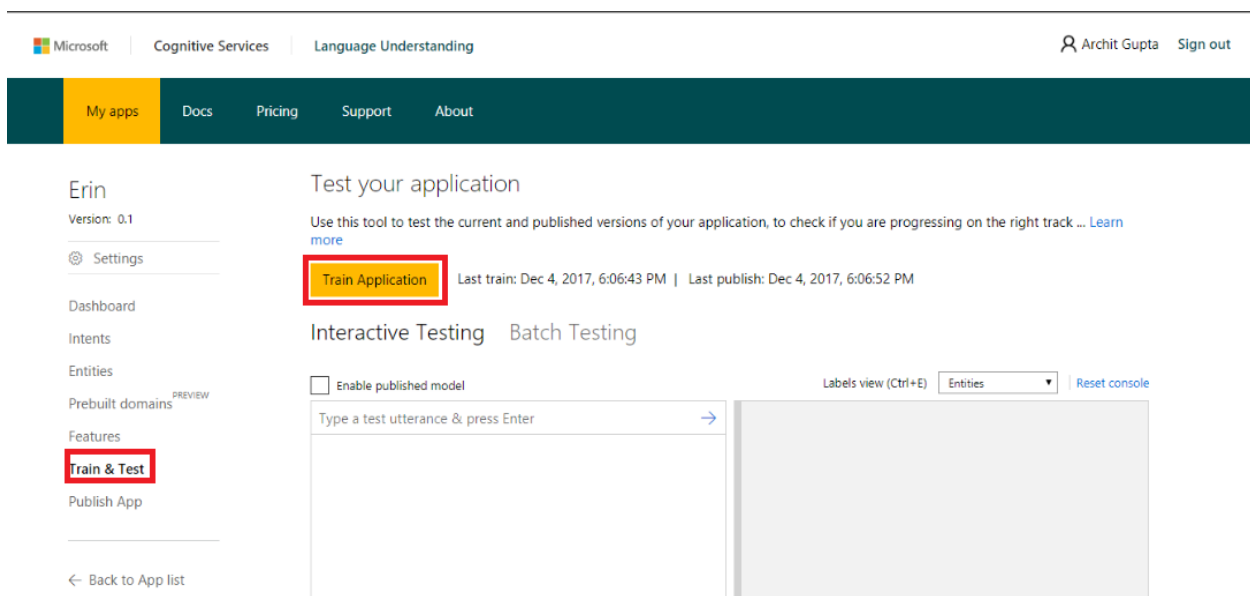 Microsoft Cognitive Services Language Understanding Archit Gupta Sign out
My apps Docs Pricing Support About
Erin
Version: 0.1
Settings
Dashboard
Intents
Entities
Prebuilt domains PREVIEW
Features
Train & Test
Publish App
← Back to App list
Test your application
Use this tool to test the current and published versions of your application, to check if you are progressing on the right track ... Learn
more
Train Application Last train: Dec 4, 2017, 6:06:43 PM | Last publish: Dec 4, 2017, 6:06:52 PM
Interactive Testing Batch Testing
Enable published model Labels view (Ctrl+E) Entities Reset console
Type a test utterance & press Enter →